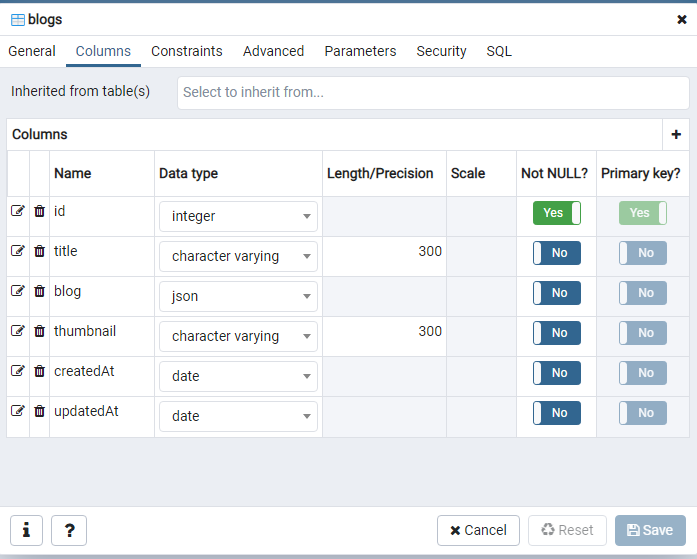 blogs
General Columns Constraints Advanced Parameters Security SQL
Inherited from table(s) Select to inherit from...
Columns
Name Data type Length/Precision Scale Not NULL? Primary key?
id integer Yes Yes
title character varying 300 No No
blog json No No
thumbnail character varying 300 No No
createdAt date No No
updatedAt date No No
i ? Cancel Reset Save